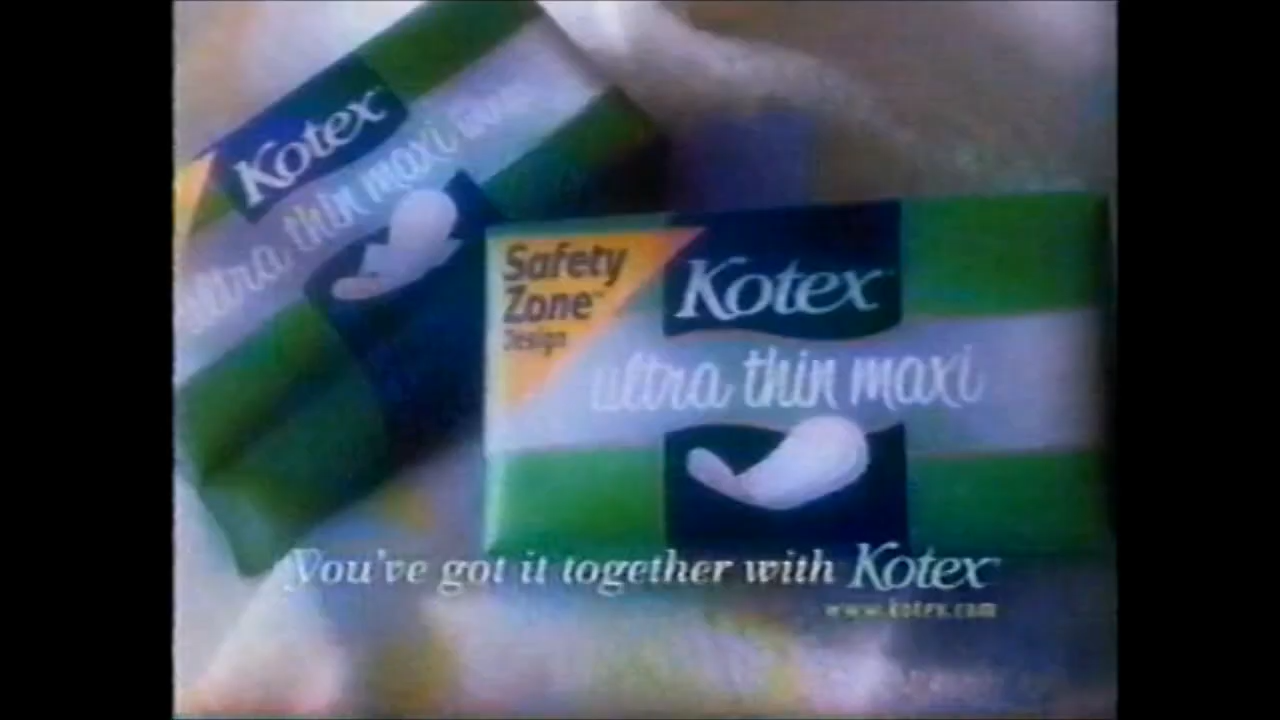 Kotex
ultra thin maxi
Safety
Zone™
Design
Kotex
ultra thin maxi
You've got it together with Kotex
www.kotex.com